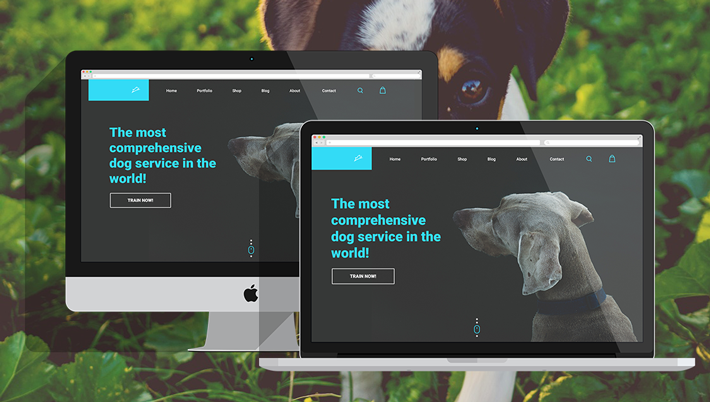 Home Portfolio Shop Blog About Contact
The most
comprehensive
dog service in the
world!
TRAIN NOW!
Home Portfolio Shop Blog About Contact
The most
comprehensive
dog service in the
world!
TRAIN NOW!